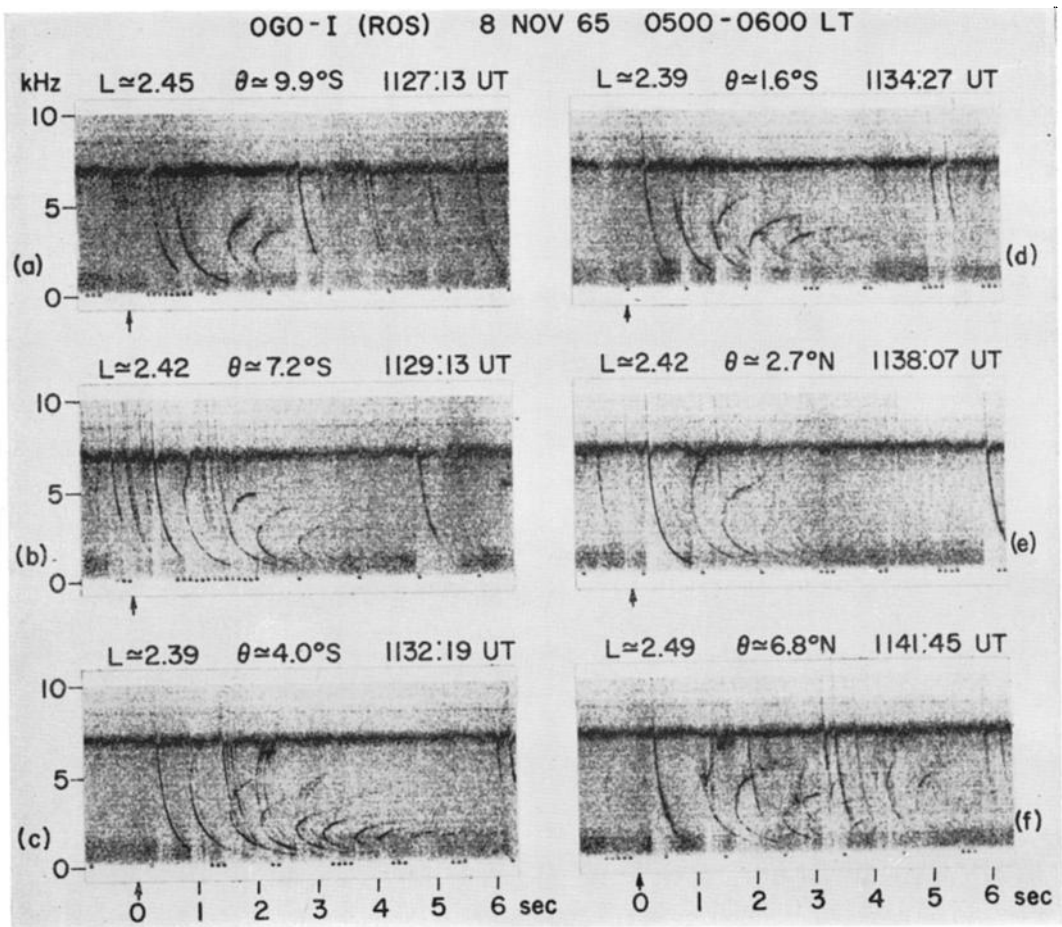 OGO-I (ROS) 8 NOV 65 0500-0600 LT
kHz L≃2.45 θ≃9.9°S 1127:13 UT
10
5
0
(a)
L≃2.39 θ≃1.6°S 1134:27 UT
(d)
L≃2.42 θ≃7.2°S 1129:13 UT
10
5
0
(b)
L≃2.42 θ≃2.7°N 1138:07 UT
(e)
L≃2.39 θ≃4.0°S 1132:19 UT
10
5
0
(c)
0 1 2 3 4 5 6 sec
L≃2.49 θ≃6.8°N 1141:45 UT
(f)
0 1 2 3 4 5 6 sec